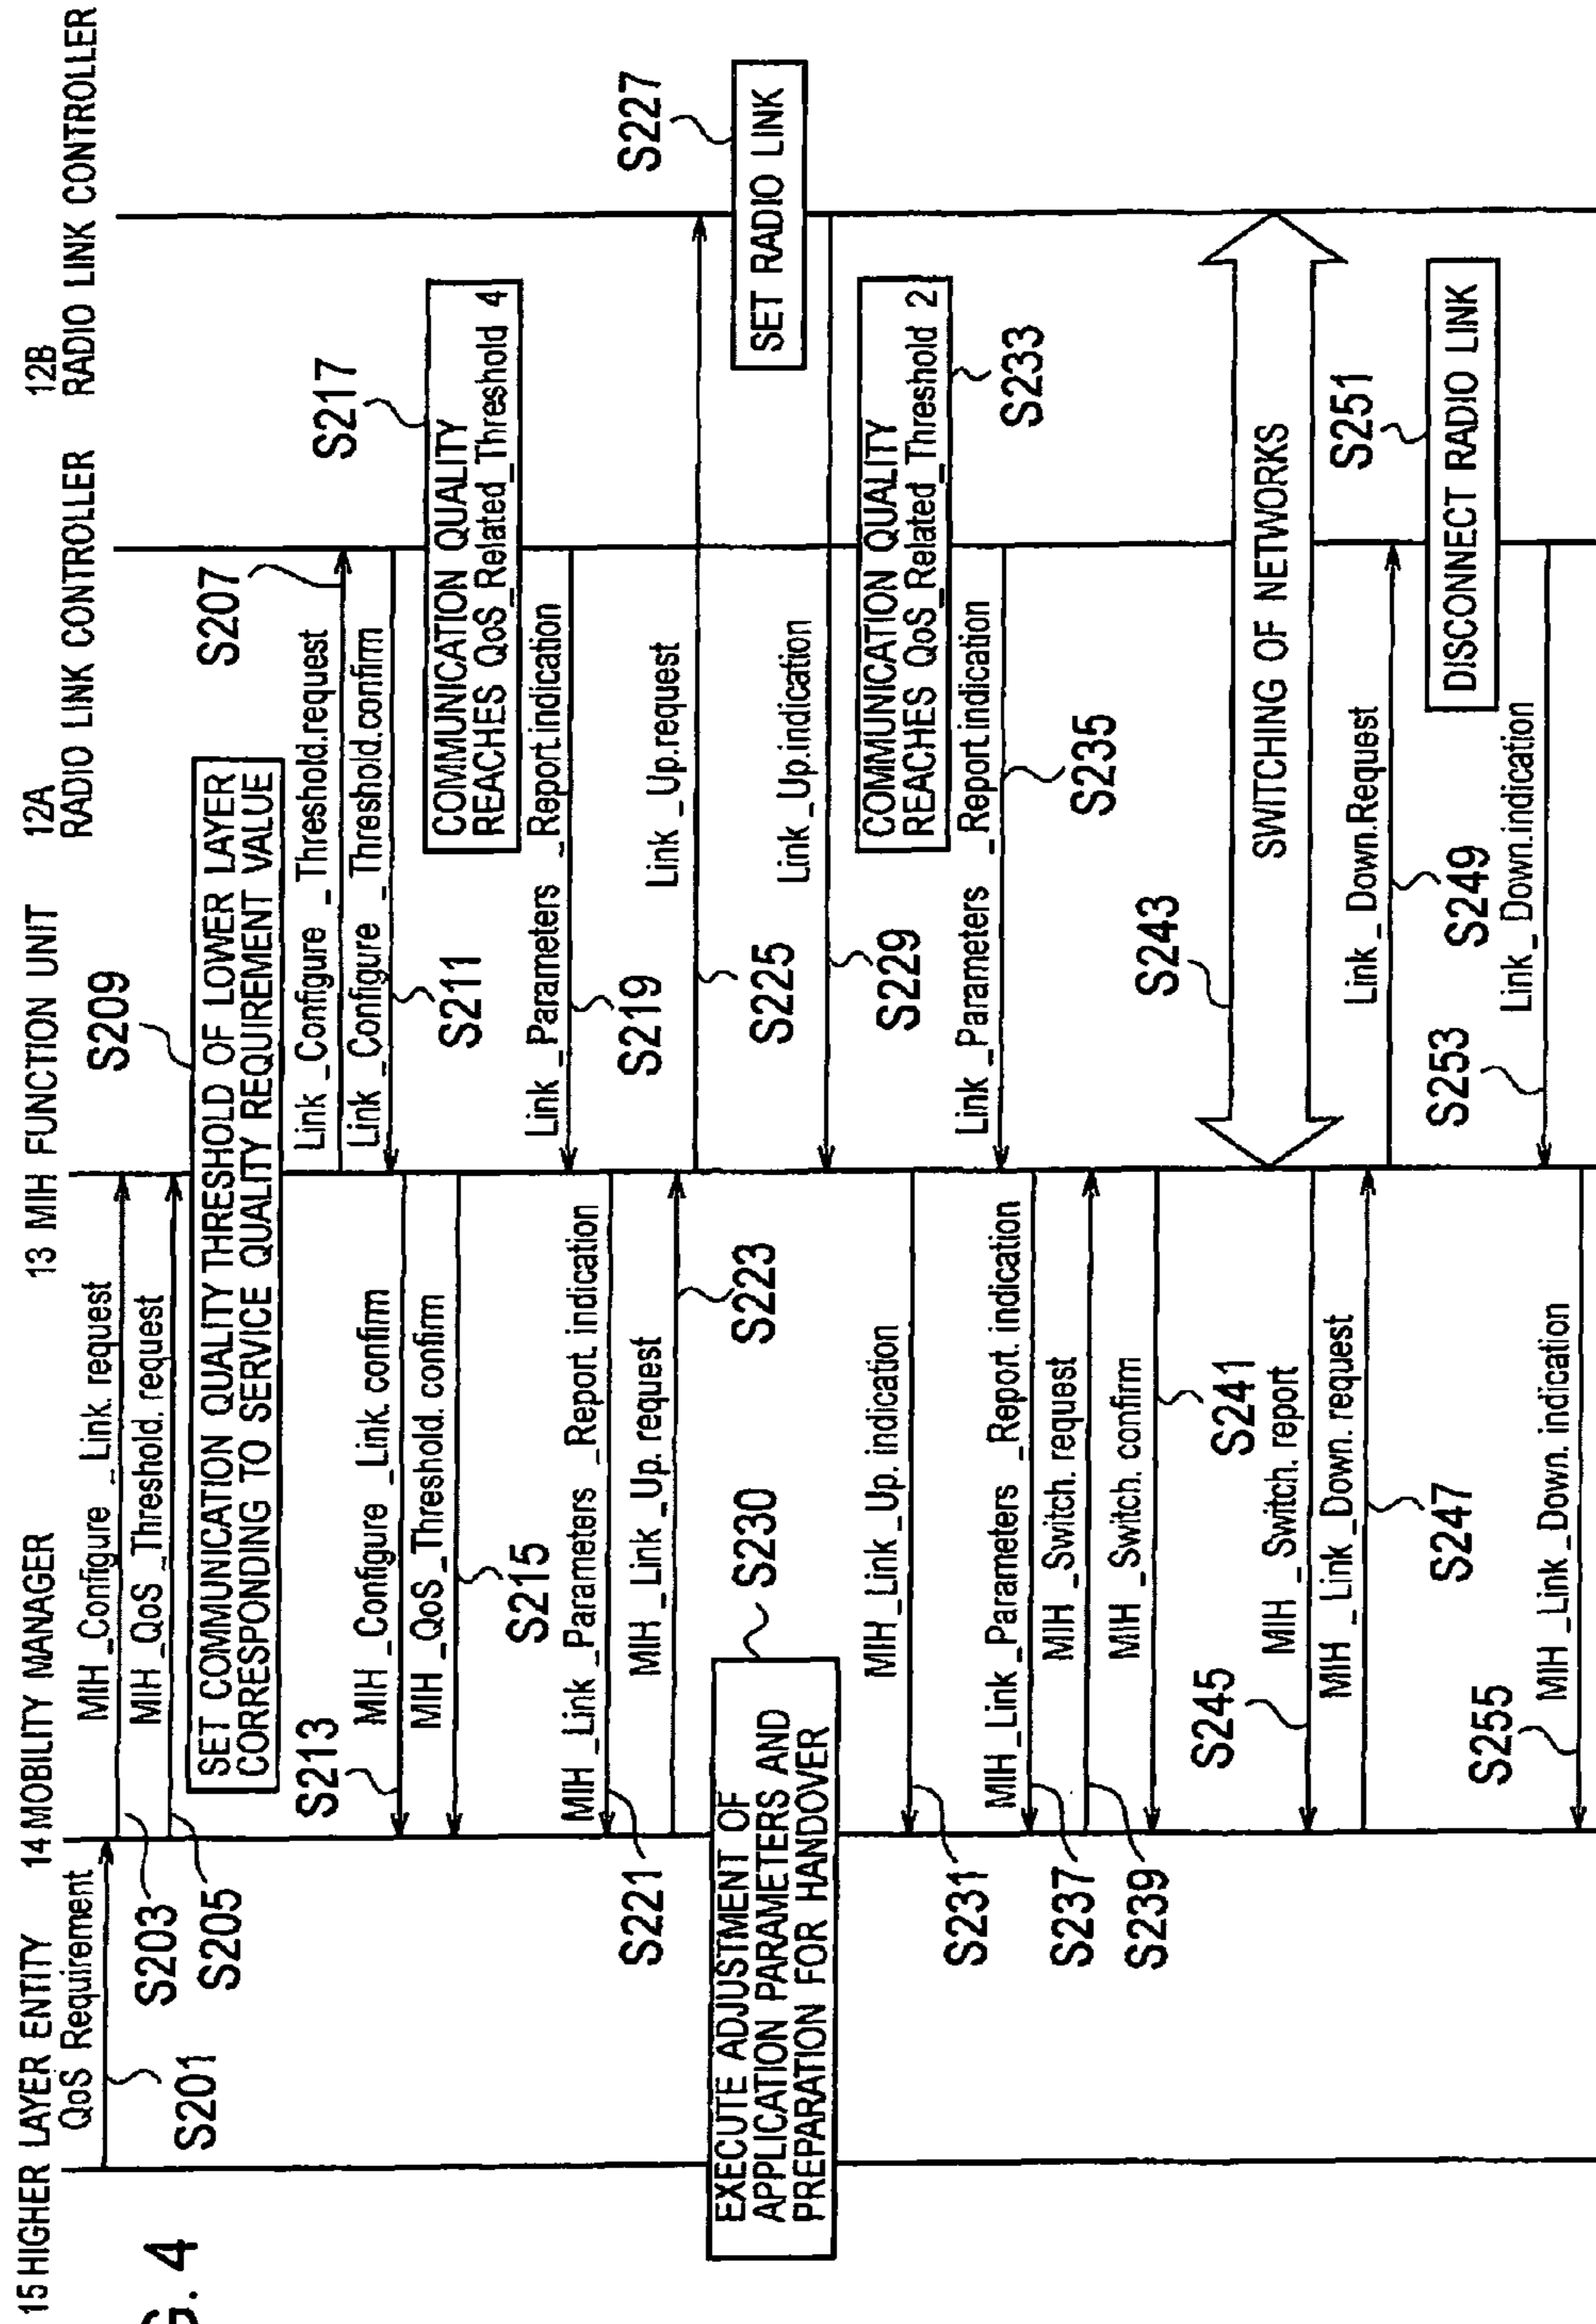 G. 4
15 HIGHER LAYER ENTITY
14 MOBILITY MANAGER
13 MIH FUNCTION UNIT
12A
RADIO LINK CONTROLLER
12B
RADIO LINK CONTROLLER
QoS Requirement
S201
MIH_Configure_Link. request
S203
MIH_QoS_Threshold. request
S205
S209
SET COMMUNICATION QUALITY THRESHOLD OF LOWER LAYER
CORRESPONDING TO SERVICE QUALITY REQUIREMENT VALUE
Link_Configure_Threshold.request
S207
Link_Configure_Threshold.confirm
S211
MIH_Configure_Link. confirm
S213
MIH_QoS_Threshold. confirm
S215
S217
COMMUNICATION QUALITY
REACHES QoS_Related_Threshold 4
Link_Parameters_Report.indication
S219
MIH_Link_Parameters_Report. indication
S221
MIH_Link_Up. request
S223
Link_Up.request
S225
S227
SET RADIO LINK
Link_Up.indication
S229
S230
EXECUTE ADJUSTMENT OF
APPLICATION PARAMETERS AND
PREPARATION FOR HANDOVER
MIH_Link_Up. indication
S231
COMMUNICATION QUALITY
REACHES QoS_Related_Threshold 2
S233
Link_Parameters_Report.indication
S235
MIH_Link_Parameters_Report. indication
S237
MIH_Switch. request
S239
MIH_Switch. confirm
S241
S243
SWITCHING OF NETWORKS
MIH_Switch. report
S245
MIH_Link_Down. request
S247
Link_Down.Request
S249
S251
DISCONNECT RADIO LINK
Link_Down.indication
S253
MIH_Link_Down. indication
S255